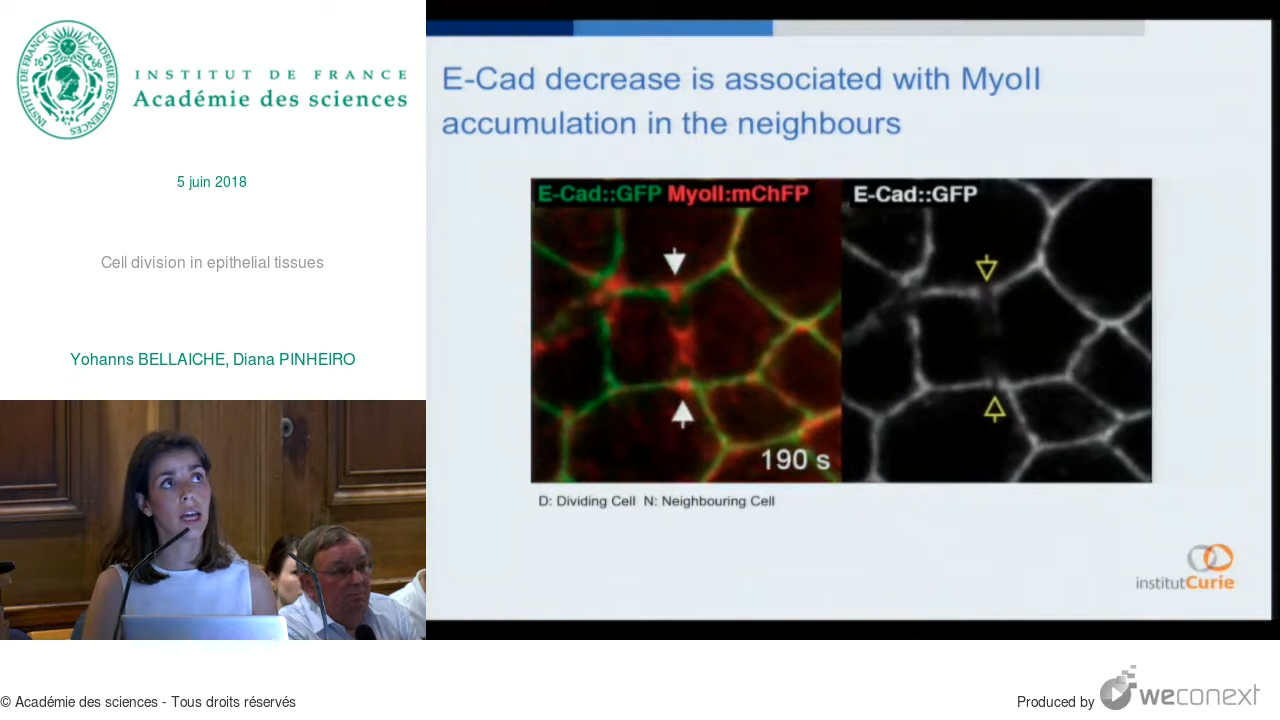 INSTITUT DE FRANCE
Académie des sciences
5 juin 2018
Cell division in epithelial tissues
Yohanns BELLAICHE, Diana PINHEIRO
E-Cad decrease is associated with MyoII
accumulation in the neighbours
E-Cad::GFP MyoII:mChFP
E-Cad::GFP
190 s
D: Dividing Cell N: Neighbouring Cell
institutCurie
© Académie des sciences - Tous droits réservés
Produced by weconext